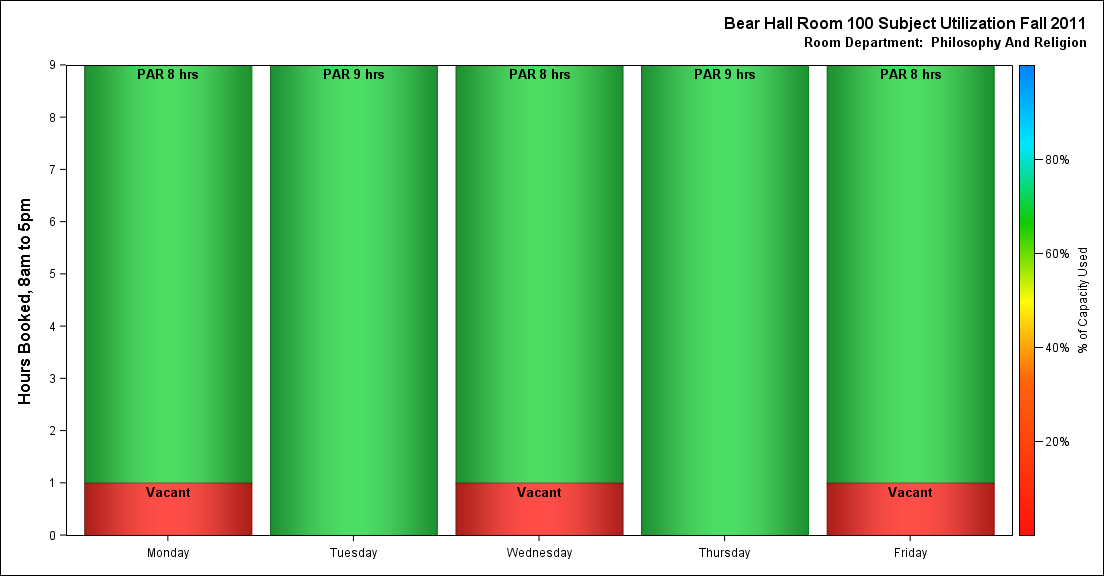 Bear Hall Room 100 Subject Utilization Fall 2011
Room Department:  Philosophy And Religion
Hours Booked, 8am to 5pm
9
8
7
6
5
4
3
2
1
0
PAR 8 hrs
PAR 9 hrs
PAR 8 hrs
PAR 9 hrs
PAR 8 hrs
Vacant
Vacant
Vacant
Monday
Tuesday
Wednesday
Thursday
Friday
80%
60%
40%
20%
% of Capacity Used